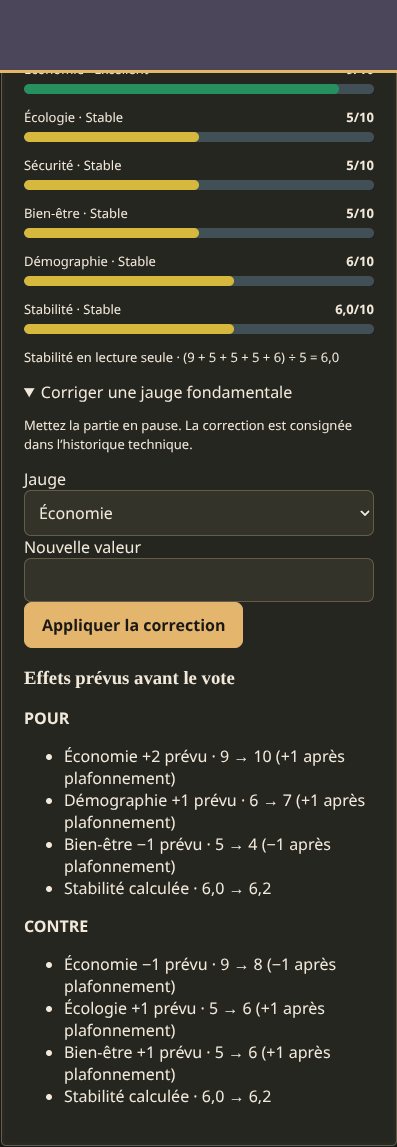 Écologie · Stable 5/10
Sécurité · Stable 5/10
Bien-être · Stable 5/10
Démographie · Stable 6/10
Stabilité · Stable 6,0/10
Stabilité en lecture seule · (9 + 5 + 5 + 5 + 6) ÷ 5 = 6,0
▼ Corriger une jauge fondamentale
Mettez la partie en pause. La correction est consignée
dans l’historique technique.
Jauge
Économie
Nouvelle valeur
Appliquer la correction
Effets prévus avant le vote
POUR
• Économie +2 prévu · 9 → 10 (+1 après
plafonnement)
• Démographie +1 prévu · 6 → 7 (+1 après
plafonnement)
• Bien-être −1 prévu · 5 → 4 (−1 après
plafonnement)
• Stabilité calculée · 6,0 → 6,2
CONTRE
• Économie −1 prévu · 9 → 8 (−1 après
plafonnement)
• Écologie +1 prévu · 5 → 6 (+1 après
plafonnement)
• Bien-être +1 prévu · 5 → 6 (+1 après
plafonnement)
• Stabilité calculée · 6,0 → 6,2